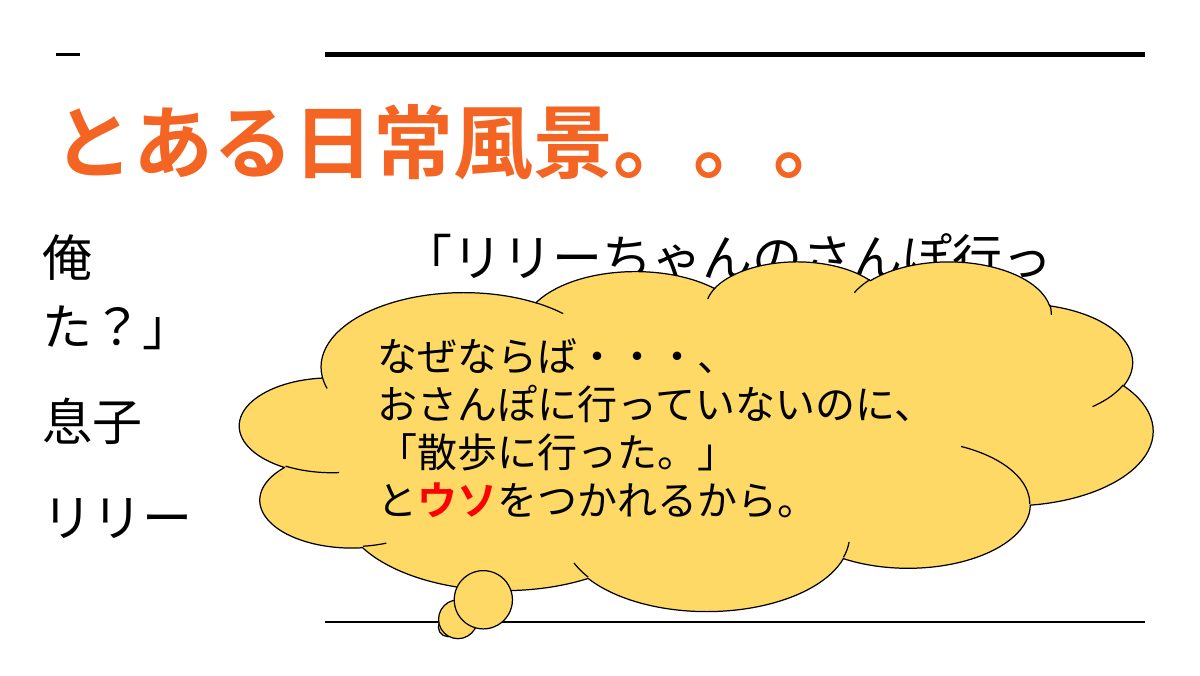 とある日常風景。。。
俺 「リリーちゃんのさんぽ行っ
た？」
息子
リリー
なぜならば・・・、
おさんぽに行っていないのに、
「散歩に行った。」
とウソをつかれるから。